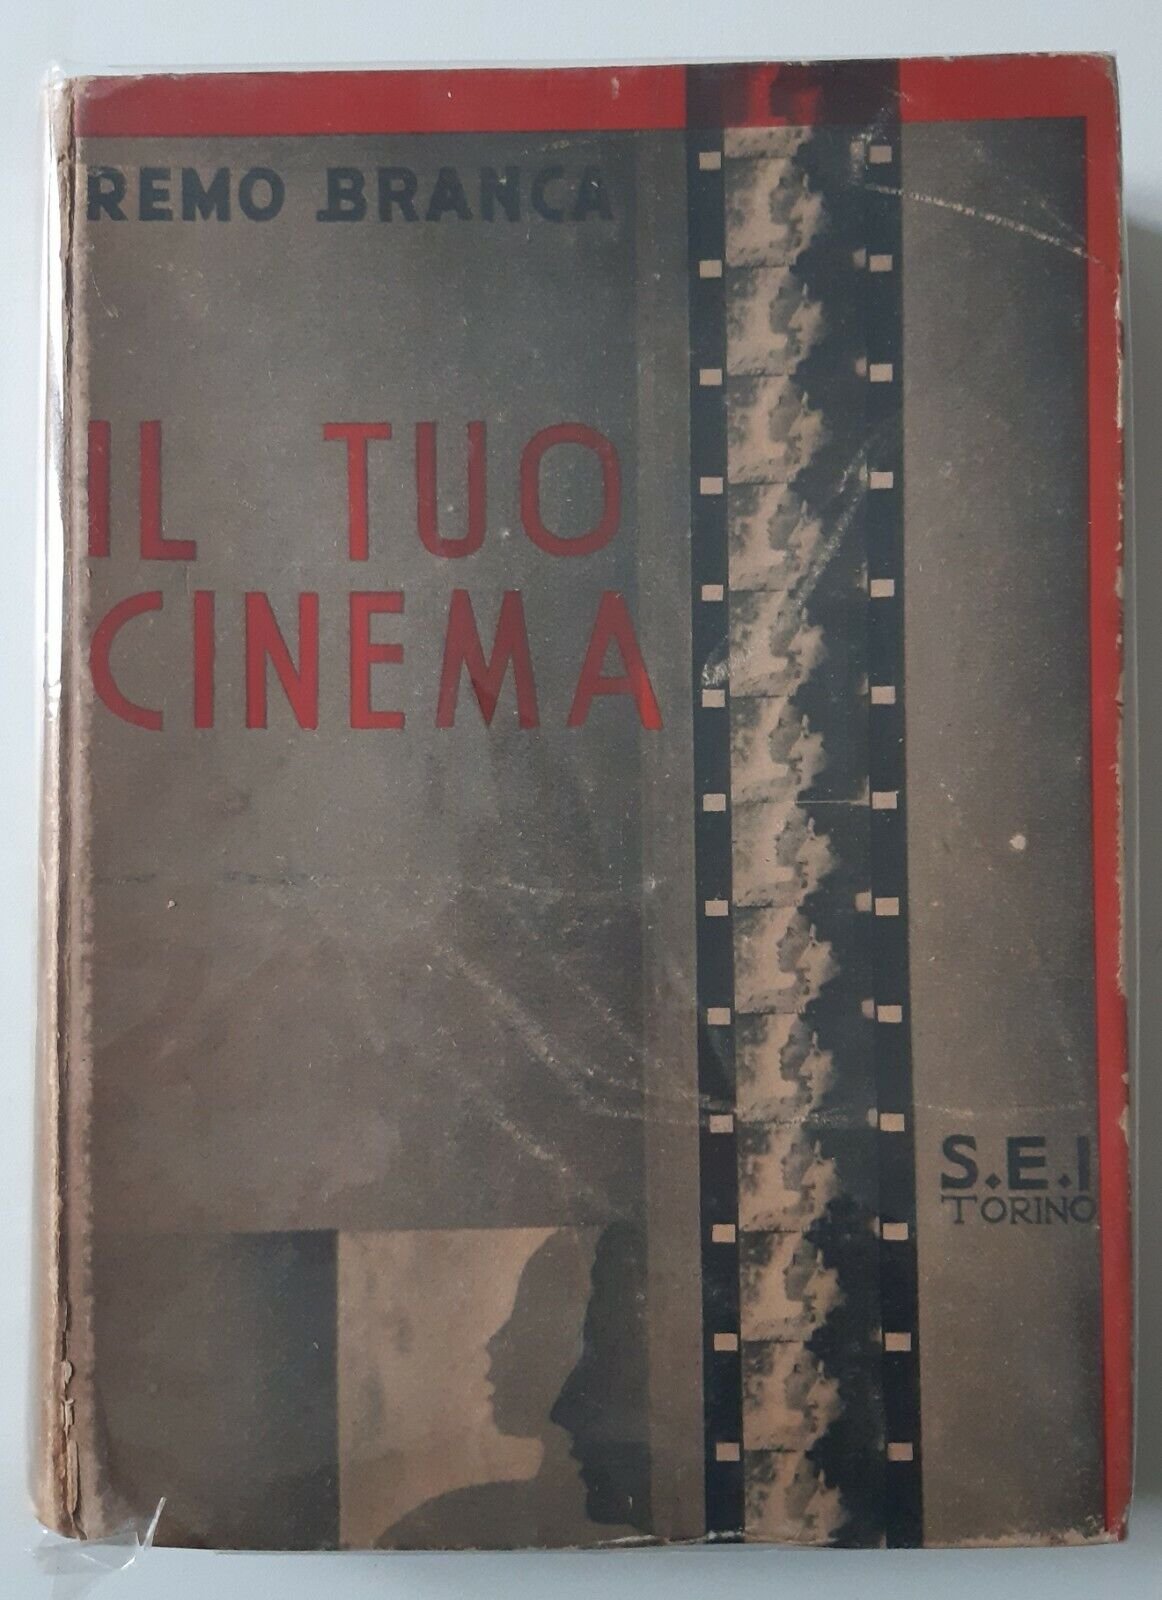 REMO BRANCA
IL TUO
CINEMA
S.E.I
TORINO